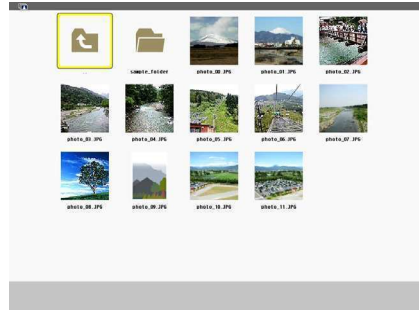 ..
sample_folder
photo_00.JPG
photo_01.JPG
photo_02.JPG
photo_03.JPG
photo_04.JPG
photo_05.JPG
photo_06.JPG
photo_07.JPG
photo_08.JPG
photo_09.JPG
photo_10.JPG
photo_11.JPG